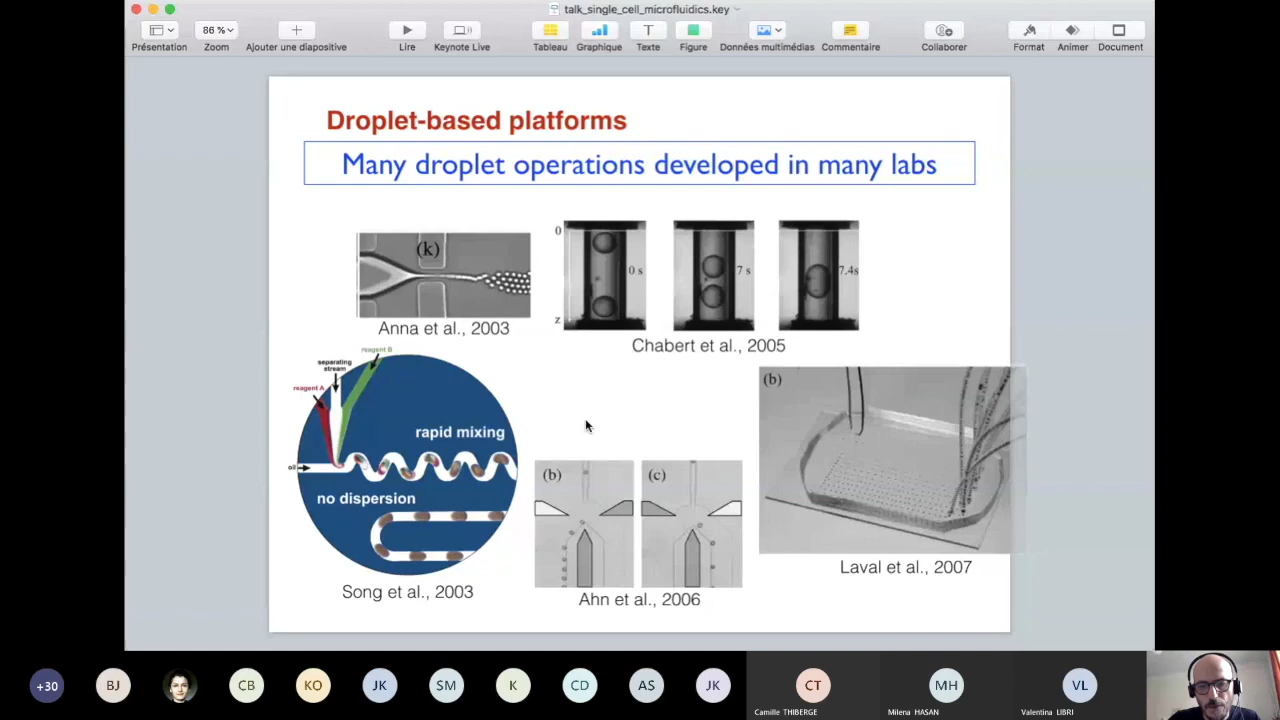 talk_single_cell_microfluidics.key
86 %
Présentation
Zoom
Ajouter une diapositive
Lire
Keynote Live
Tableau
Graphique
Texte
Figure
Données multimédias
Commentaire
Collaborer
Format
Animer
Document
Droplet-based platforms
Many droplet operations developed in many labs
(k)
Anna et al., 2003
0
z
0 s
7 s
7.4s
Chabert et al., 2005
reagent B
separating
stream
reagent A
oil
rapid mixing
no dispersion
Song et al., 2003
(b)
(c)
Ahn et al., 2006
(b)
Laval et al., 2007
+30
BJ
CB
KO
JK
SM
K
CD
AS
JK
CT
Camille THIBERGE
MH
Milena HASAN
VL
Valentina LIBRI